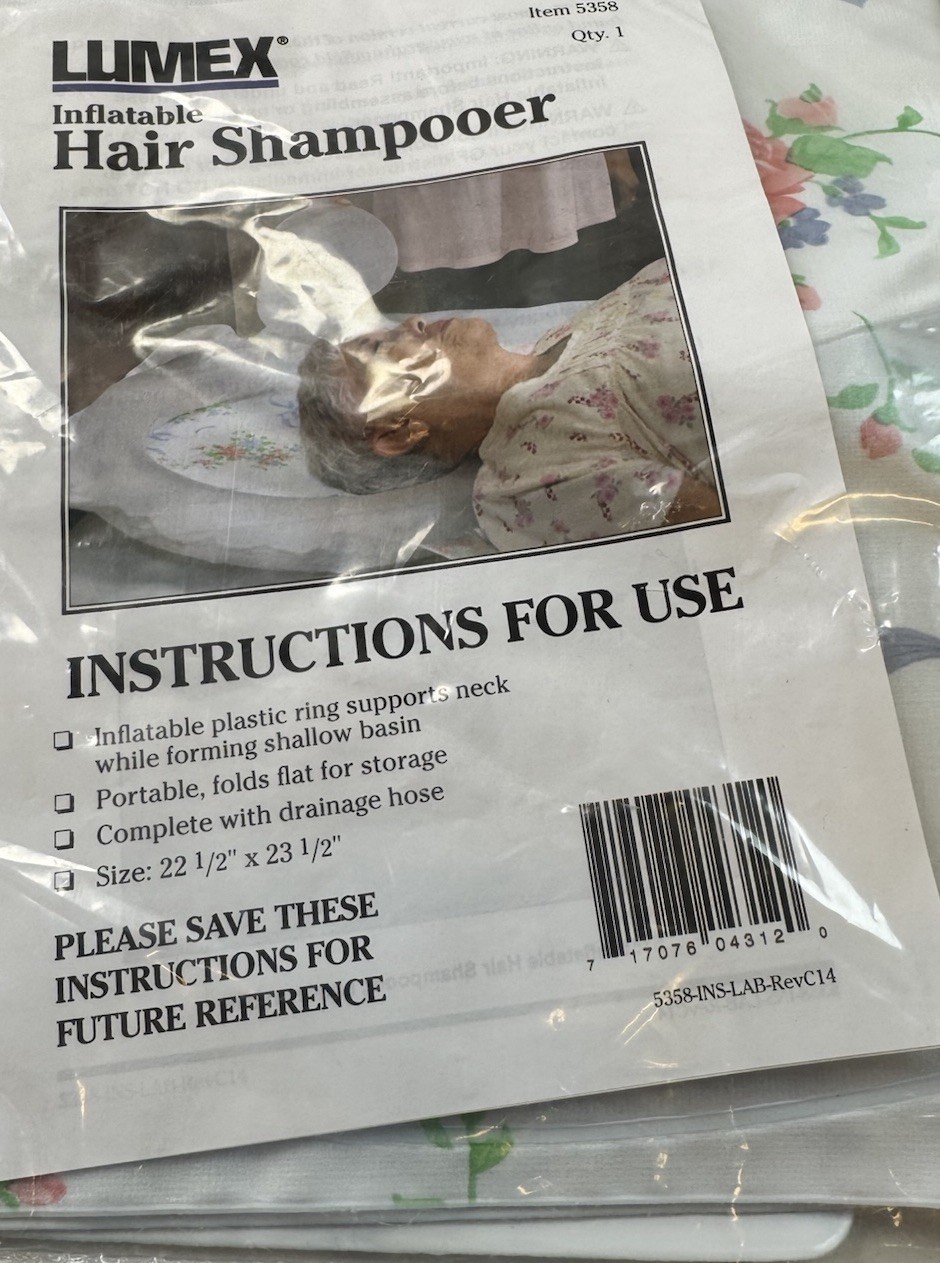 Item 5358
Qty. 1
LUMEX®
Inflatable
Hair Shampooer
INSTRUCTIONS FOR USE
❏ Inflatable plastic ring supports neck
while forming shallow basin
❏ Portable, folds flat for storage
❏ Complete with drainage hose
❏ Size: 22 1/2" x 23 1/2"
PLEASE SAVE THESE
INSTRUCTIONS FOR
FUTURE REFERENCE
7 17076 04312 0
5358-INS-LAB-RevC14